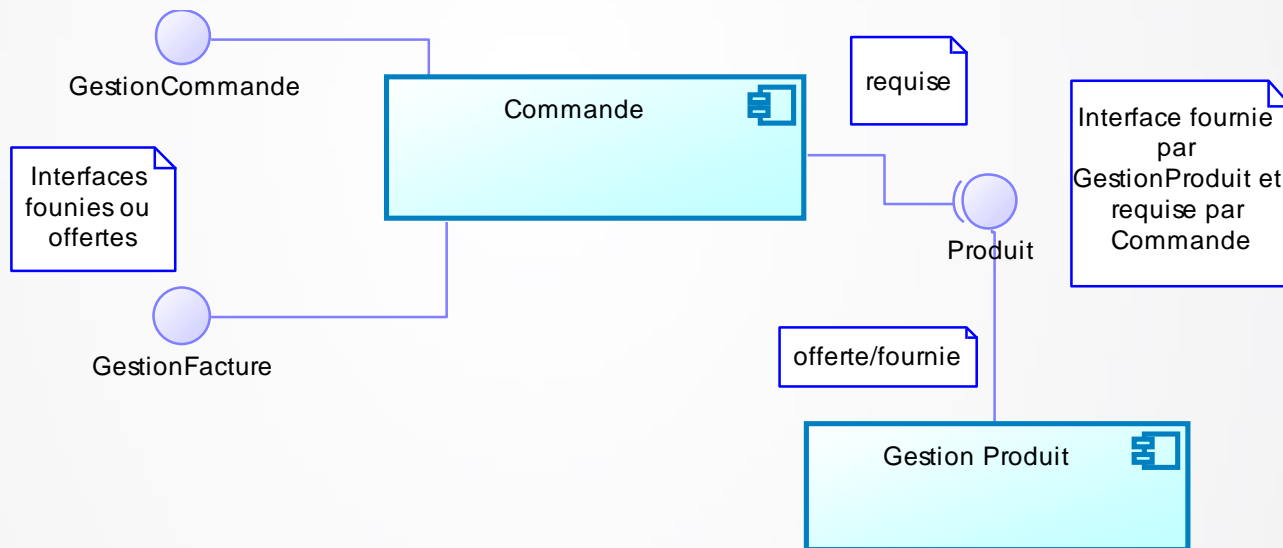 GestionCommande
Commande
requise
Interface fournie
par
GestionProduit et
requise par
Commande
Interfaces
founies ou
offertes
Produit
GestionFacture
offerte/fournie
Gestion Produit